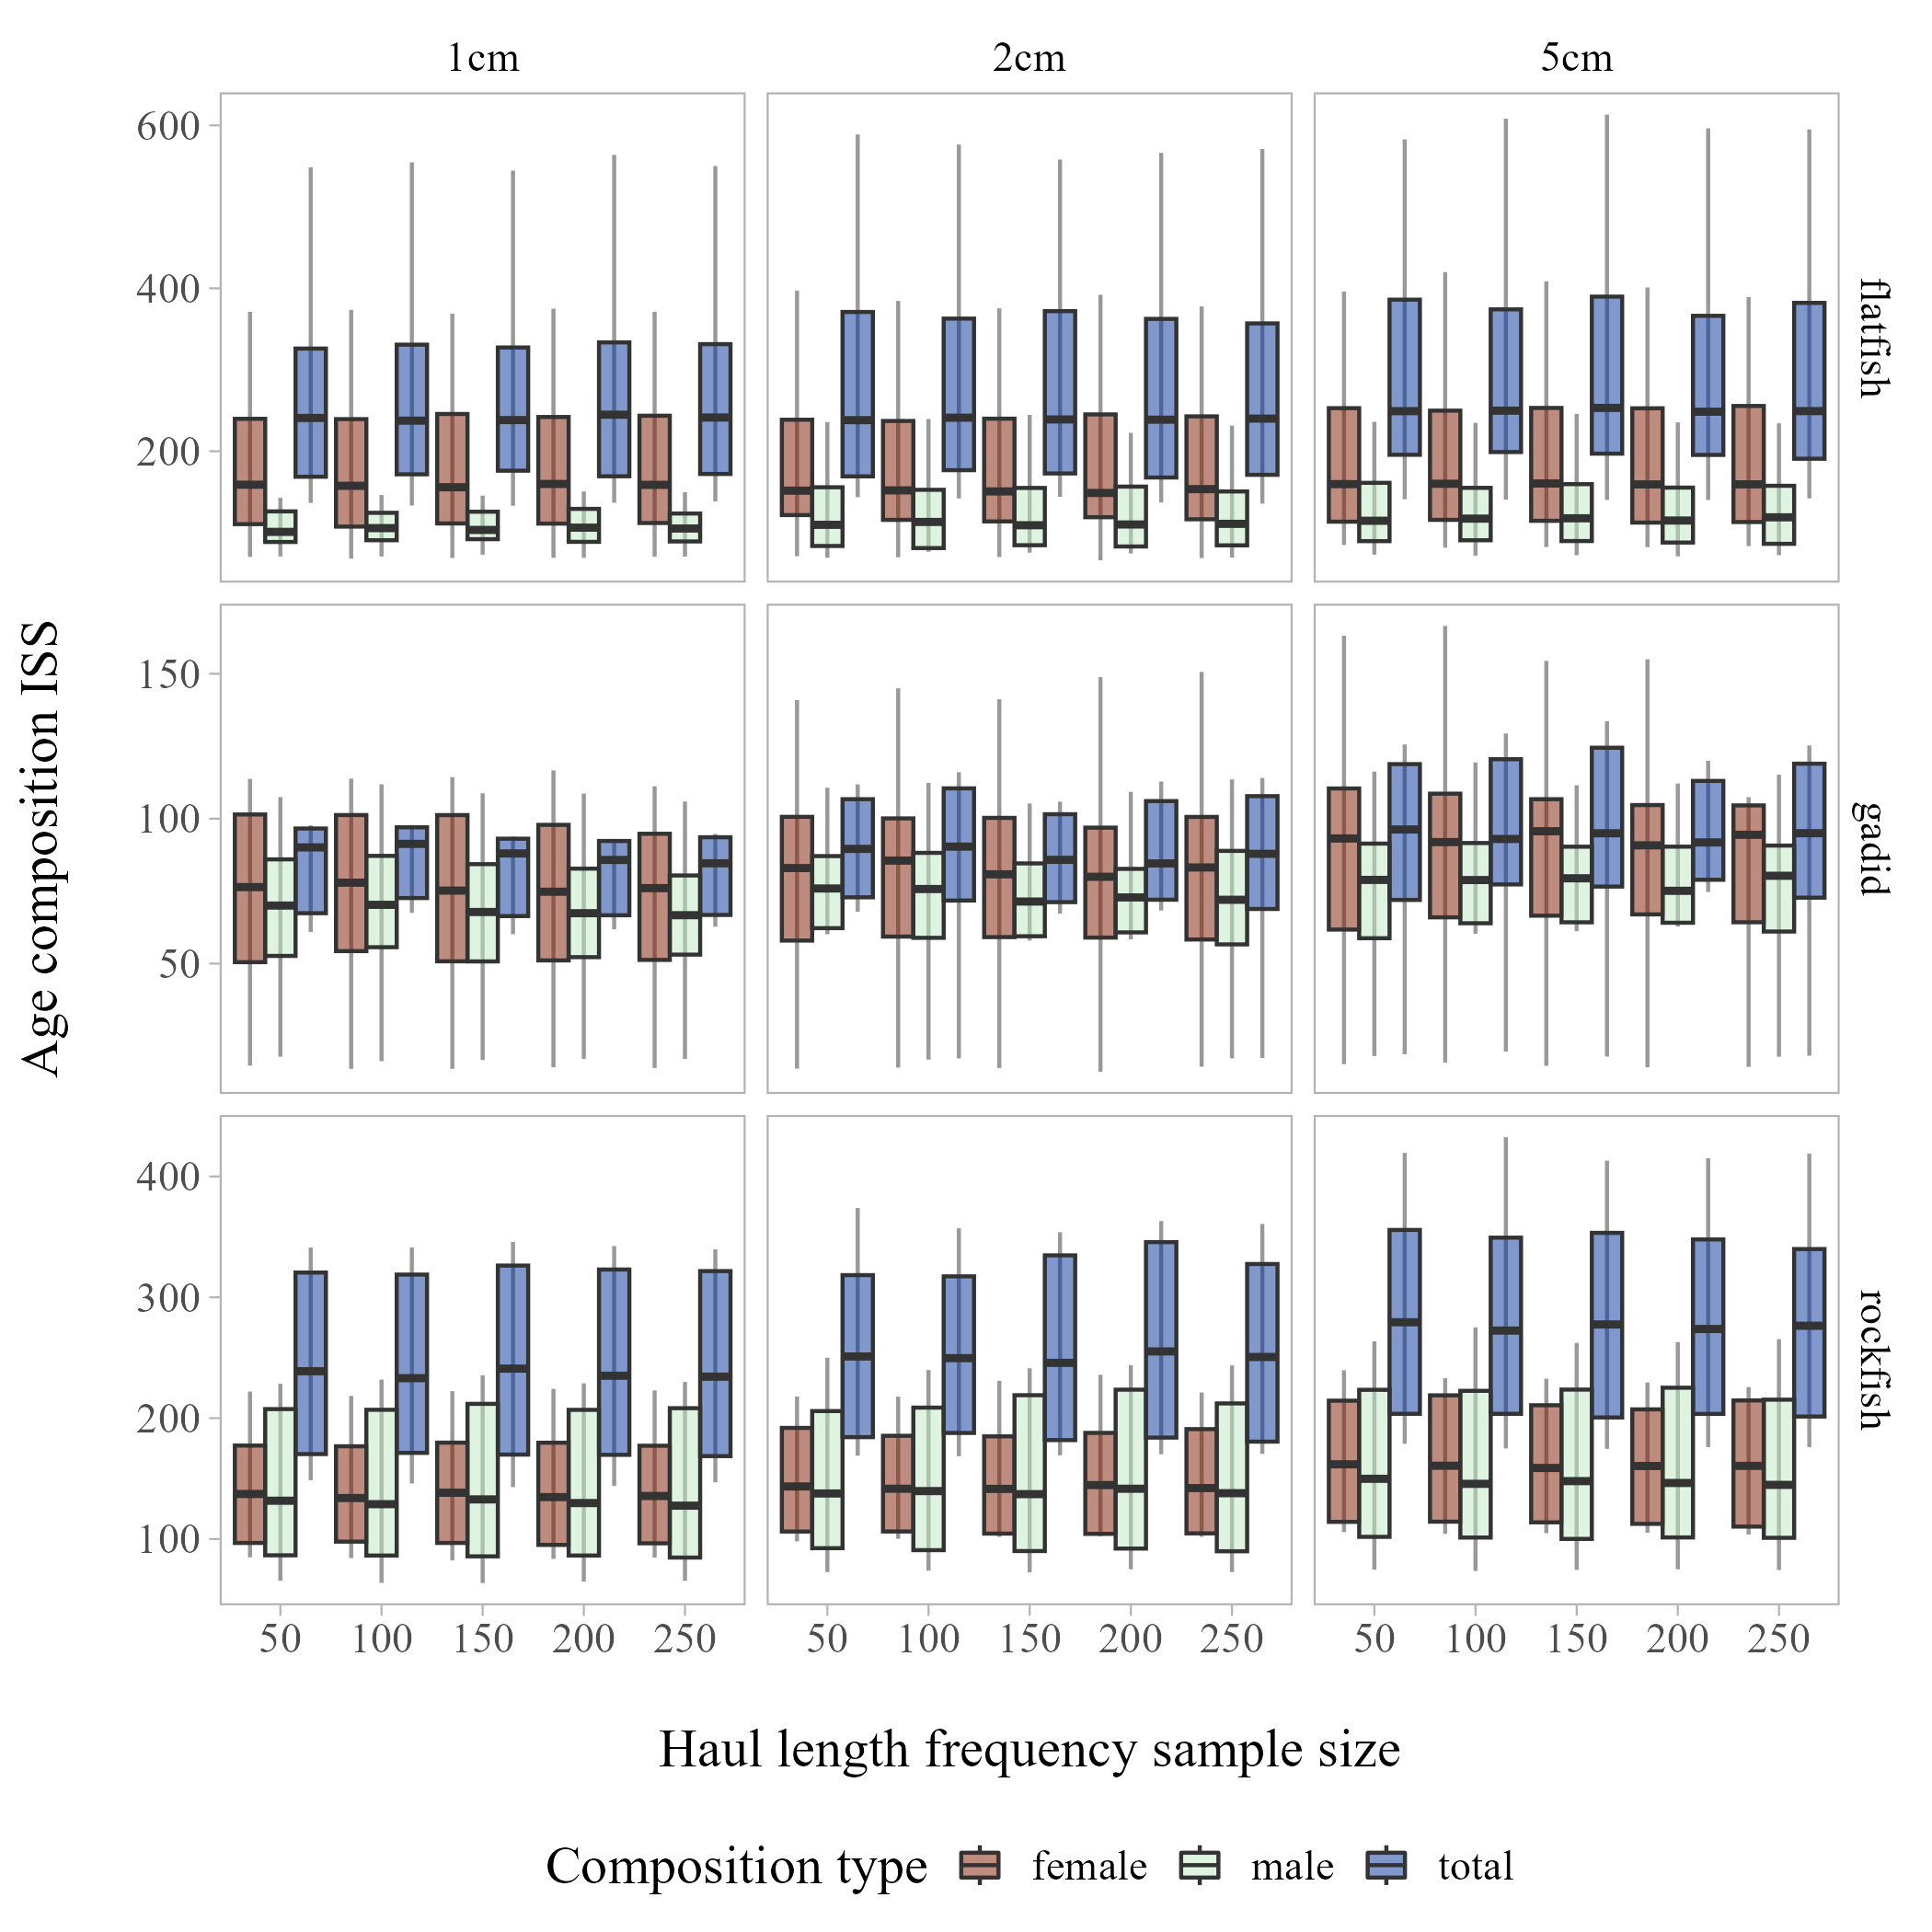 1cm 2cm 5cm
600
400
200
flatfish
Age composition ISS
150
100
50
gadid
400
300
200
100
rockfish
50 100 150 200 250 50 100 150 200 250 50 100 150 200 250
Haul length frequency sample size
Composition type female male total